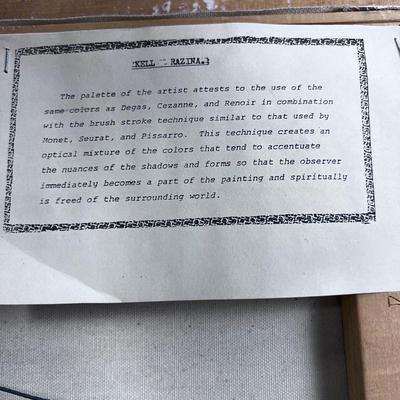 KELL RAZINA
The palette of the artist attests to the use of the
same colors as Degas, Cezanne, and Renoir in combination
with the brush stroke technique similar to that used by
Monet, Seurat, and Pissarro. This technique creates an
optical mixture of the colors that tend to accentuate
the nuances of the shadows and forms so that the observer
immediately becomes a part of the painting and spiritually
is freed of the surrounding world.